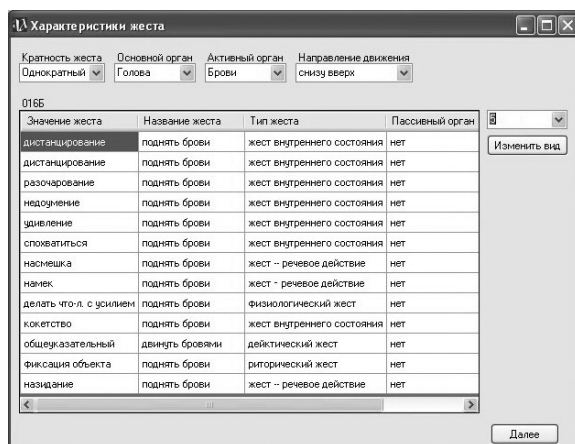 Характеристики жеста
Кратность жеста Основной орган Активный орган Направление движения
Однократный Голова Брови снизу вверх
016Б
Значение жеста Название жеста Тип жеста Пассивный орган
дистанцирование поднять брови жест внутреннего состояния нет
Изменить вид
дистанцирование поднять брови жест внутреннего состояния нет
разочарование поднять брови жест внутреннего состояния нет
недоумение поднять брови жест внутреннего состояния нет
удивление поднять брови жест внутреннего состояния нет
спохватиться поднять брови жест внутреннего состояния нет
насмешка поднять брови жест -- речевое действие нет
намек поднять брови жест - речевое действие нет
делать что-л. с усилием поднять брови физиологический жест нет
кокетство поднять брови жест внутреннего состояния нет
общеуказательный двинуть бровями дейктический жест нет
фиксация объекта поднять брови риторический жест нет
назидание поднять брови жест -- речевое действие нет
Далее